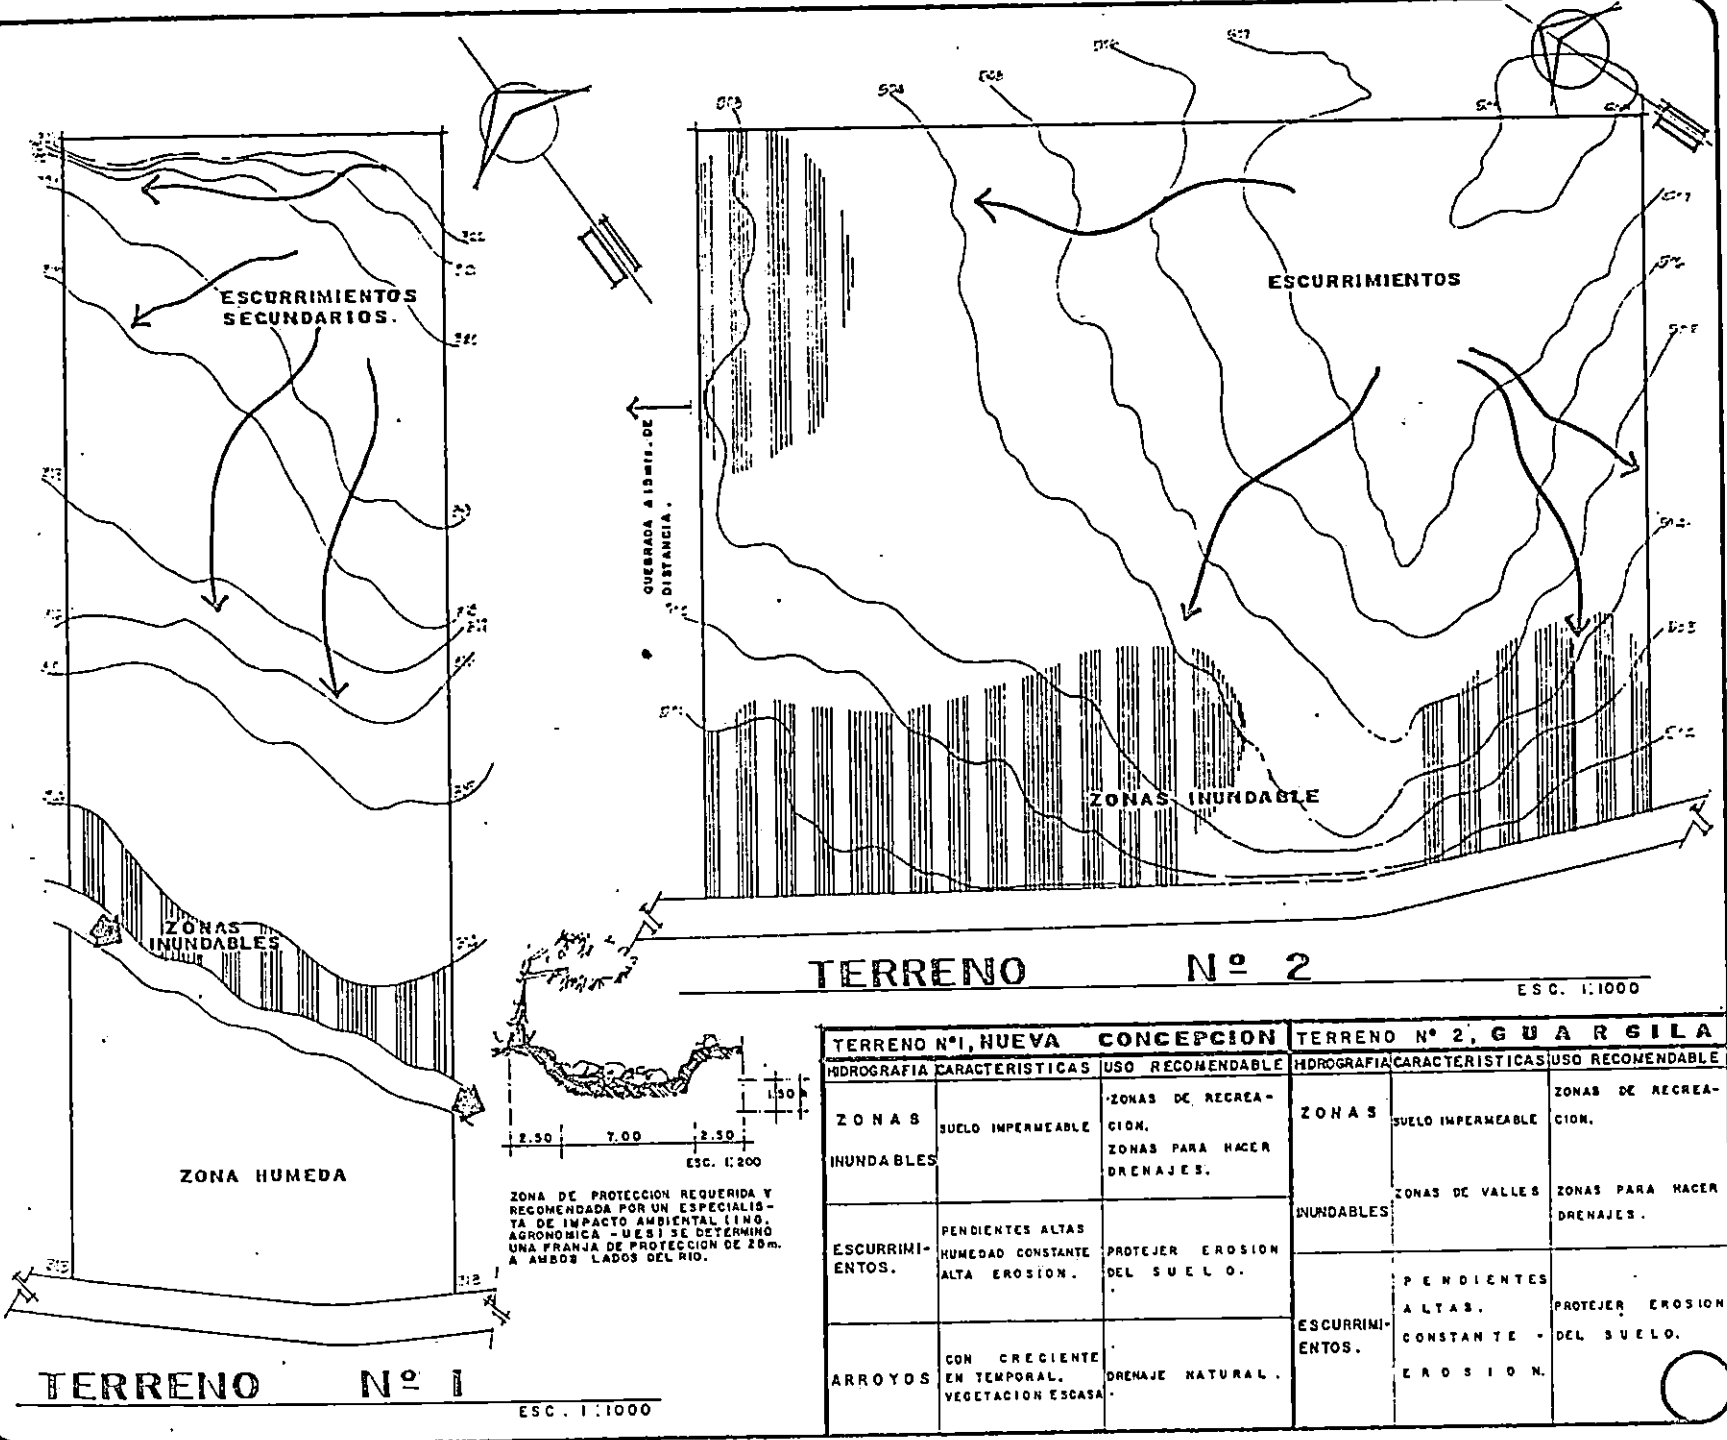 ESCURRIMIENTOS
SECUNDARIOS.
ZONAS
INUNDABLES
ZONA HUMEDA
TERRENO Nº 1
ESC. 1:1000
QUEBRADA A 15mts. DE
DISTANCIA.
ESCURRIMIENTOS
ZONAS INUNDABLE
TERRENO Nº 2
ESC. 1:1000
1.50
2.50 7.00 2.50
ESC. 1:200
ZONA DE PROTECCION REQUERIDA Y
RECOMENDADA POR UN ESPECIALIS-
TA DE IMPACTO AMBIENTAL (ING.
AGRONOMICA - UES) SE DETERMINO
UNA FRANJA DE PROTECCION DE 20m.
A AMBOS LADOS DEL RIO.
TERRENO Nº1, NUEVA CONCEPCION
HIDROGRAFIA CARACTERISTICAS USO RECOMENDABLE
ZONAS
INUNDABLES
SUELO IMPERMEABLE
ZONAS DE RECREA-
CION.
ZONAS PARA HACER
DRENAJES.
ESCURRIMI-
ENTOS.
PENDIENTES ALTAS
HUMEDAD CONSTANTE
ALTA EROSION.
PROTEJER EROSION
DEL SUELO.
ARROYOS
CON CRECIENTE
EN TEMPORAL.
VEGETACION ESCASA
DRENAJE NATURAL.
TERRENO Nº 2, GUARGILA
HIDROGRAFIA CARACTERISTICAS USO RECOMENDABLE
ZONAS
INUNDABLES
SUELO IMPERMEABLE
ZONAS DE VALLES
ZONAS DE RECREA-
CION.
ZONAS PARA HACER
DRENAJES.
ESCURRIMI-
ENTOS.
PENDIENTES
ALTAS.
CONSTANTE -
EROSION.
PROTEJER EROSION
DEL SUELO.